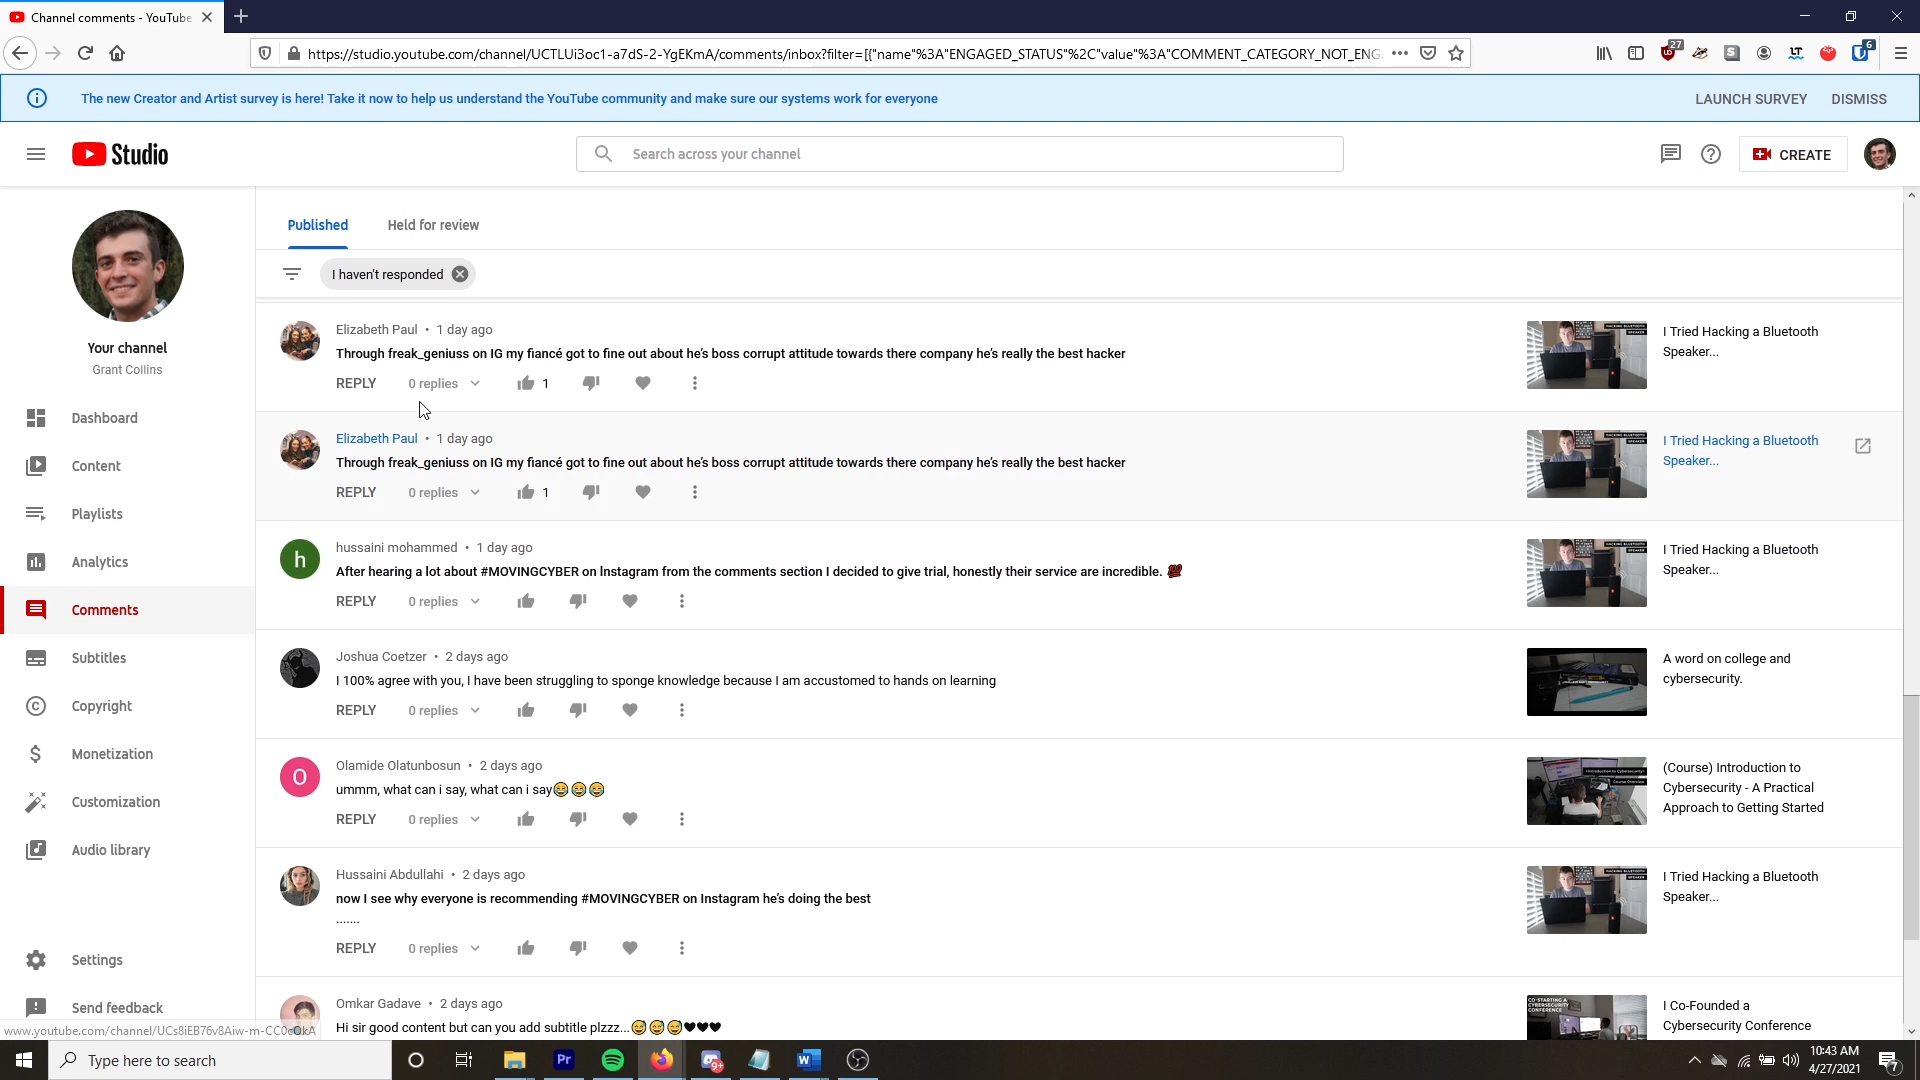 Channel comments - YouTube
https://studio.youtube.com/channel/UCTLUi3oc1-a7dS-2-YgEKmA/comments/inbox?filter=[{"name"%3A"ENGAGED_STATUS"%2C"value"%3A"COMMENT_CATEGORY_NOT_ENG
27
6
The new Creator and Artist survey is here! Take it now to help us understand the YouTube community and make sure our systems work for everyone
LAUNCH SURVEY
DISMISS
Studio
Search across your channel
CREATE
Your channel
Grant Collins
Dashboard
Content
Playlists
Analytics
Comments
Subtitles
Copyright
Monetization
Customization
Audio library
Settings
Send feedback
Published
Held for review
I haven't responded
Elizabeth Paul • 1 day ago
Through freak_geniuss on IG my fiancé got to fine out about he's boss corrupt attitude towards there company he's really the best hacker
REPLY 0 replies 1
I Tried Hacking a Bluetooth
Speaker...
Elizabeth Paul • 1 day ago
Through freak_geniuss on IG my fiancé got to fine out about he's boss corrupt attitude towards there company he's really the best hacker
REPLY 0 replies 1
I Tried Hacking a Bluetooth
Speaker...
h
hussaini mohammed • 1 day ago
After hearing a lot about #MOVINGCYBER on Instagram from the comments section I decided to give trial, honestly their service are incredible. 💯
REPLY 0 replies
I Tried Hacking a Bluetooth
Speaker...
Joshua Coetzer • 2 days ago
I 100% agree with you, I have been struggling to sponge knowledge because I am accustomed to hands on learning
REPLY 0 replies
A word on college and
cybersecurity.
O
Olamide Olatunbosun • 2 days ago
ummm, what can i say, what can i say😂😂😂
REPLY 0 replies
(Course) Introduction to
Cybersecurity - A Practical
Approach to Getting Started
Hussaini Abdullahi • 2 days ago
now I see why everyone is recommending #MOVINGCYBER on Instagram he's doing the best
.......
REPLY 0 replies
I Tried Hacking a Bluetooth
Speaker...
Omkar Gadave • 2 days ago
Hi sir good content but can you add subtitle plzzz...😅😅😅♥♥♥
CO-STARTING A
CYBERSECURITY
CONFERENCE
I Co-Founded a
Cybersecurity Conference
Type here to search
Pr
9+
10:43 AM
4/27/2021
7